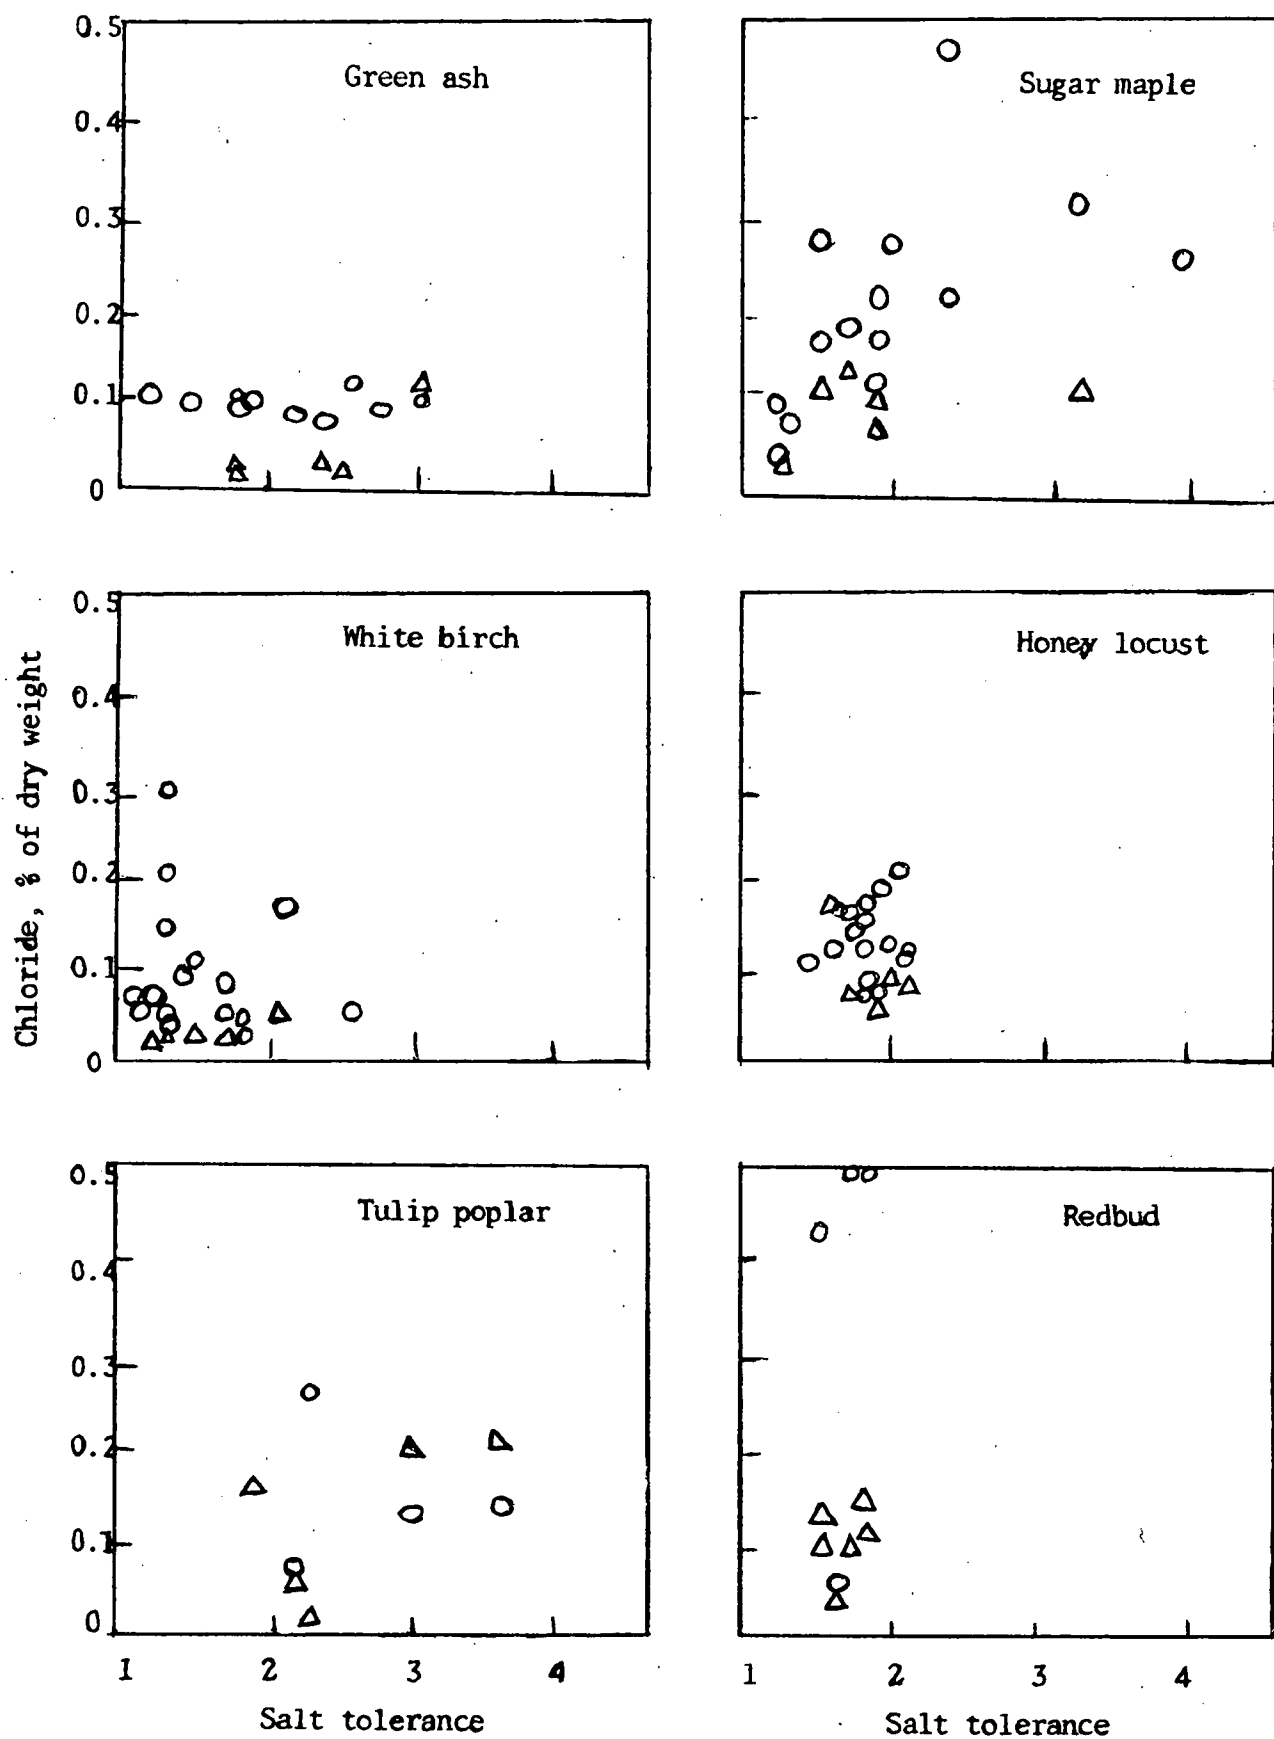 0.5
Green ash
0.4
0.3
0.2
0.1
0
Sugar maple
Chloride, % of dry weight
0.5
White birch
0.4
0.3
0.2
0.1
0
Honey locust
0.5
Tulip poplar
0.4
0.3
0.2
0.1
0
1 2 3 4
Salt tolerance
Redbud
1 2 3 4
Salt tolerance